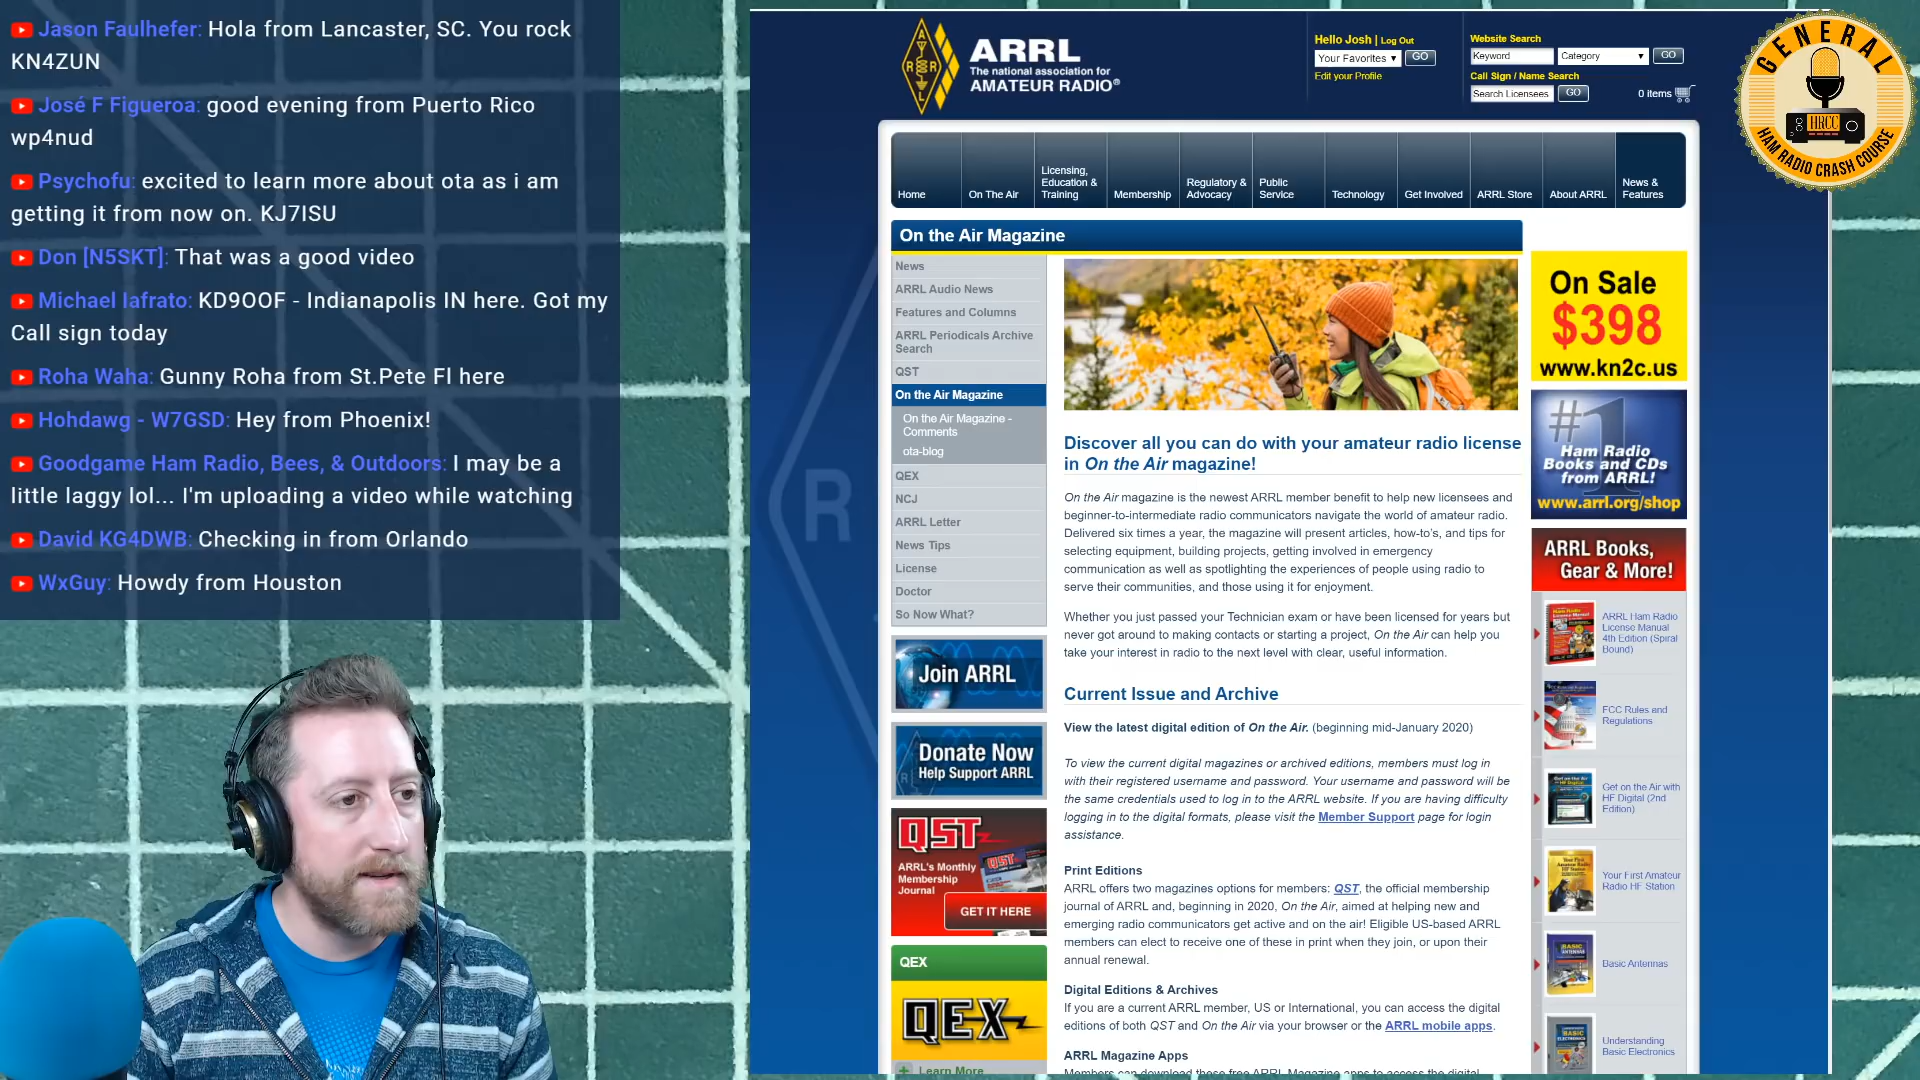 Jason Faulhefer: Hola from Lancaster, SC. You rock
KN4ZUN
José F Figueroa: good evening from Puerto Rico
wp4nud
Psychofu: excited to learn more about ota as i am
getting it from now on. KJ7ISU
Don [N5SKT]: That was a good video
Michael Iafrato: KD9OOF - Indianapolis IN here. Got my
Call sign today
Roha Waha: Gunny Roha from St.Pete Fl here
Hohdawg - W7GSD: Hey from Phoenix!
Goodgame Ham Radio, Bees, & Outdoors: I may be a
little laggy lol... I'm uploading a video while watching
David KG4DWB: Checking in from Orlando
WxGuy: Howdy from Houston
ARRL
The national association for
AMATEUR RADIO®
Hello Josh | Log Out
Your Favorites GO
Edit your Profile
Website Search
Keyword Category GO
Call Sign / Name Search
Search Licensees GO
0 items
GENERAL
HRCC
HAM RADIO CRASH COURSE
Home
On The Air
Licensing,
Education &
Training
Membership
Regulatory &
Advocacy
Public
Service
Technology
Get Involved
ARRL Store
About ARRL
News &
Features
On the Air Magazine
News
ARRL Audio News
Features and Columns
ARRL Periodicals Archive
Search
QST
On the Air Magazine
On the Air Magazine -
Comments
ota-blog
QEX
NCJ
ARRL Letter
News Tips
License
Doctor
So Now What?
Join ARRL
Donate Now
Help Support ARRL
QST
ARRL's Monthly
Membership
Journal
QST
GET IT HERE
QEX
QEX
Learn More
Discover all you can do with your amateur radio license
in On the Air magazine!
On the Air magazine is the newest ARRL member benefit to help new licensees and
beginner-to-intermediate radio communicators navigate the world of amateur radio.
Delivered six times a year, the magazine will present articles, how-to's, and tips for
selecting equipment, building projects, getting involved in emergency
communication as well as spotlighting the experiences of people using radio to
serve their communities, and those using it for enjoyment.
Whether you just passed your Technician exam or have been licensed for years but
never got around to making contacts or starting a project, On the Air can help you
take your interest in radio to the next level with clear, useful information.
Current Issue and Archive
View the latest digital edition of On the Air. (beginning mid-January 2020)
To view the current digital magazines or archived editions, members must log in
with their registered username and password. Your username and password will be
the same credentials used to log in to the ARRL website. If you are having difficulty
logging in to the digital formats, please visit the Member Support page for login
assistance.
Print Editions
ARRL offers two magazines options for members: QST, the official membership
journal of ARRL and, beginning in 2020, On the Air, aimed at helping new and
emerging radio communicators get active and on the air! Eligible US-based ARRL
members can elect to receive one of these in print when they join, or upon their
annual renewal.
Digital Editions & Archives
If you are a current ARRL member, US or International, you can access the digital
editions of both QST and On the Air via your browser or the ARRL mobile apps.
ARRL Magazine Apps
Members can download these free ARRL Magazine apps to access the digital
On Sale
$398
www.kn2c.us
#1
Ham Radio
Books and CDs
from ARRL!
www.arrl.org/shop
ARRL Books,
Gear & More!
ARRL Ham Radio
License Manual
4th Edition (Spiral
Bound)
FCC Rules and
Regulations
Get on the Air with
HF Digital (2nd
Edition)
Your First Amateur
Radio HF Station
Basic Antennas
Understanding
Basic Electronics